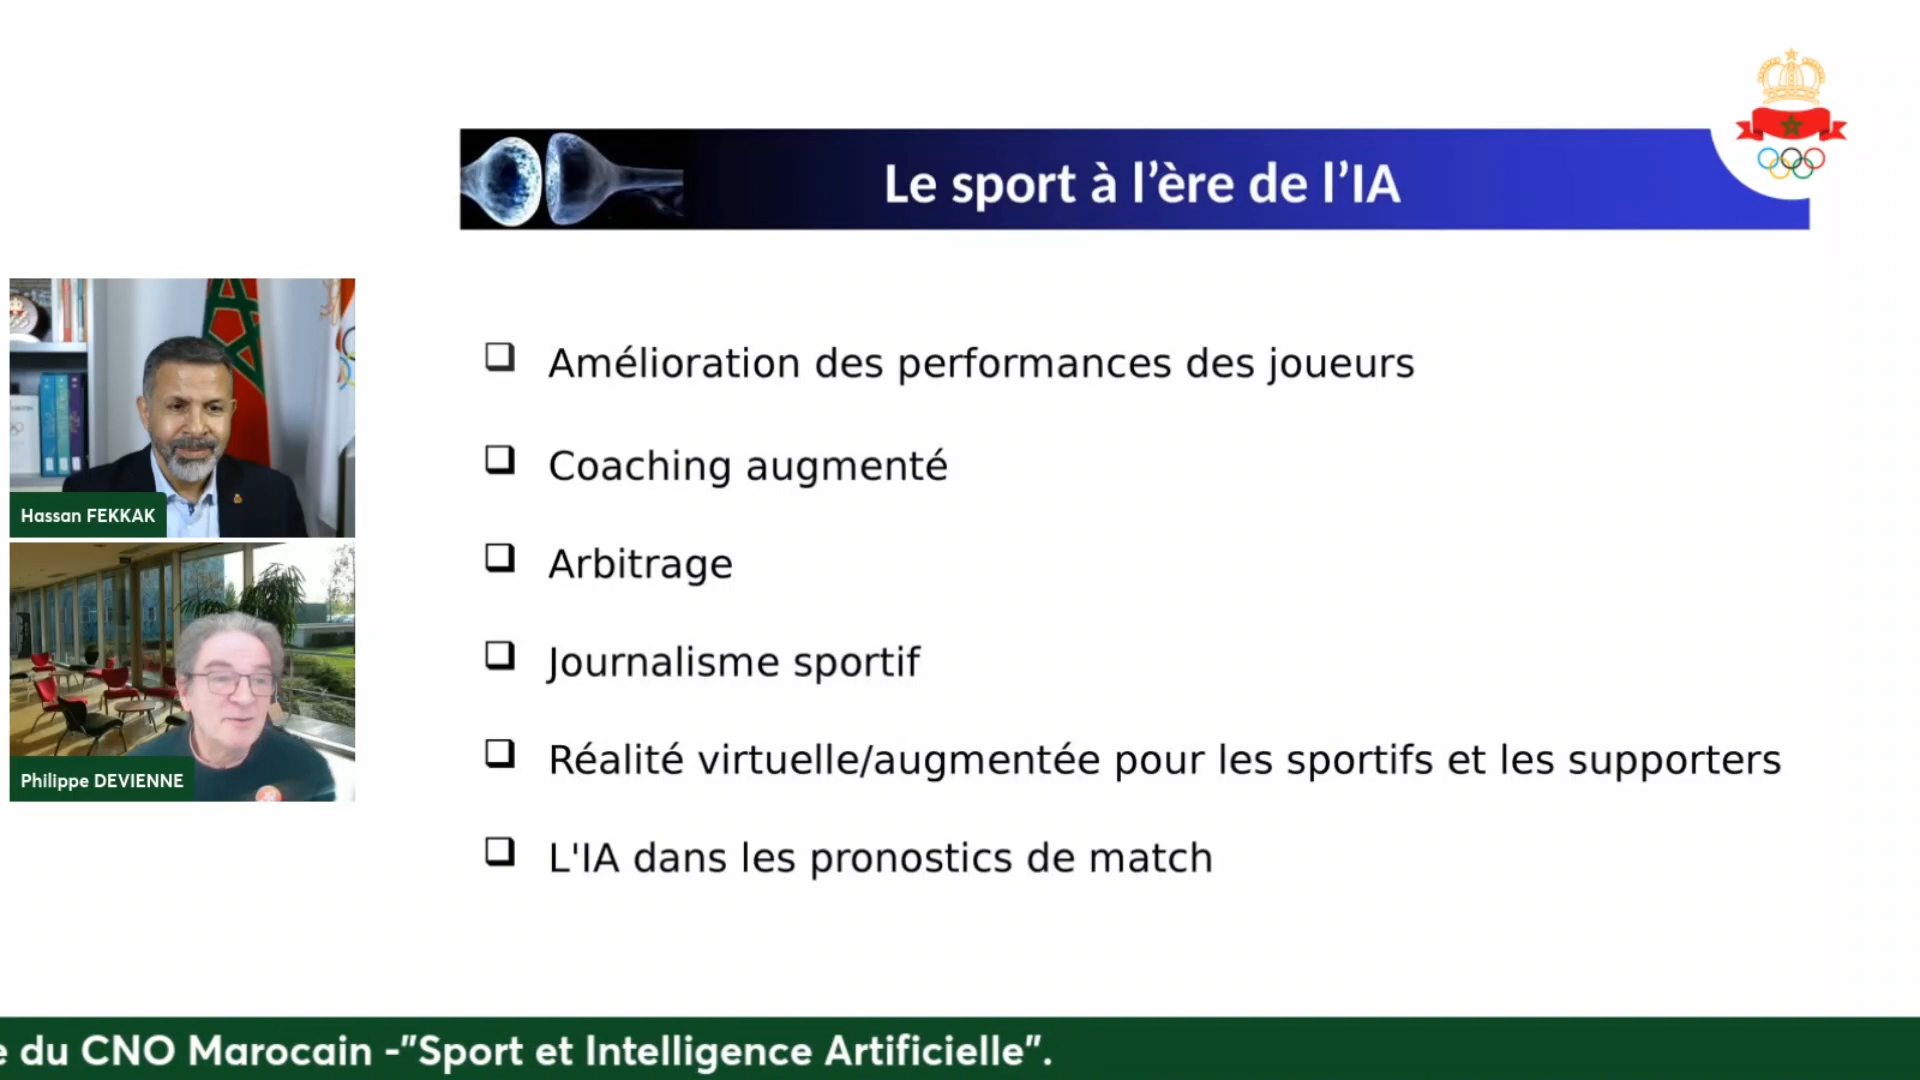 Le sport à l’ère de l’IA
Amélioration des performances des joueurs
Coaching augmenté
Arbitrage
Journalisme sportif
Réalité virtuelle/augmentée pour les sportifs et les supporters
L'IA dans les pronostics de match
Hassan FEKKAK
Philippe DEVIENNE
e du CNO Marocain -"Sport et Intelligence Artificielle".